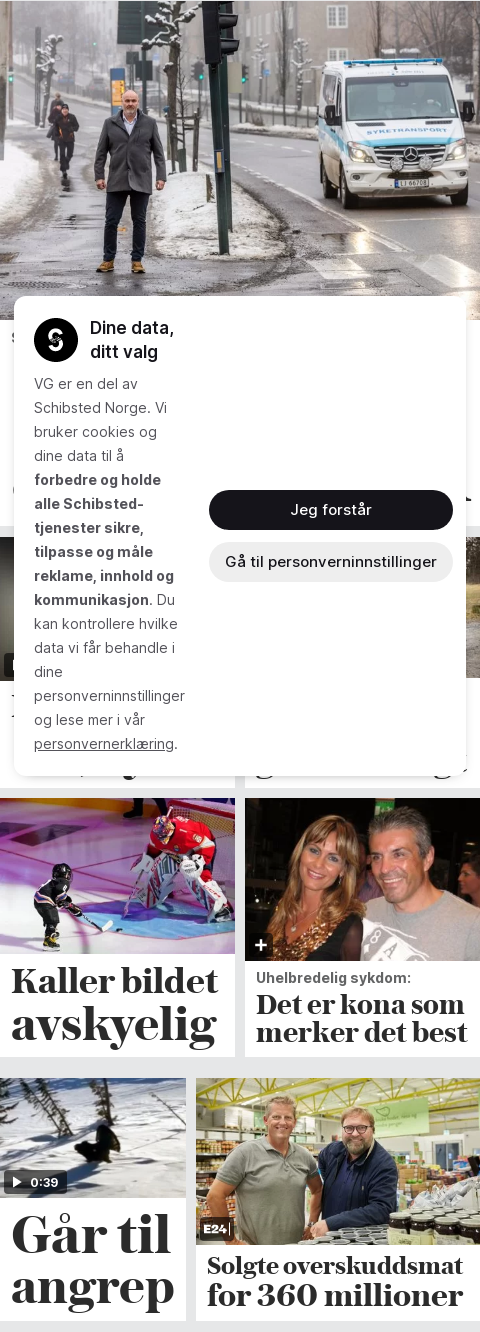 SYKETRANSPORT
Dine data,
ditt valg
VG er en del av
Schibsted Norge. Vi
bruker cookies og
dine data til å
forbedre og holde
alle Schibsted-
tjenester sikre,
tilpasse og måle
reklame, innhold og
kommunikasjon. Du
kan kontrollere hvilke
data vi får behandle i
dine
personverninnstillinger
og lese mer i vår
personvernerklæring.
Jeg forstår
Gå til personverninnstillinger
Kaller bildet
avskyelig
Uhelbredelig sykdom:
Det er kona som
merker det best
0:39
Går til
angrep
E24
Solgte overskuddsmat
for 360 millioner